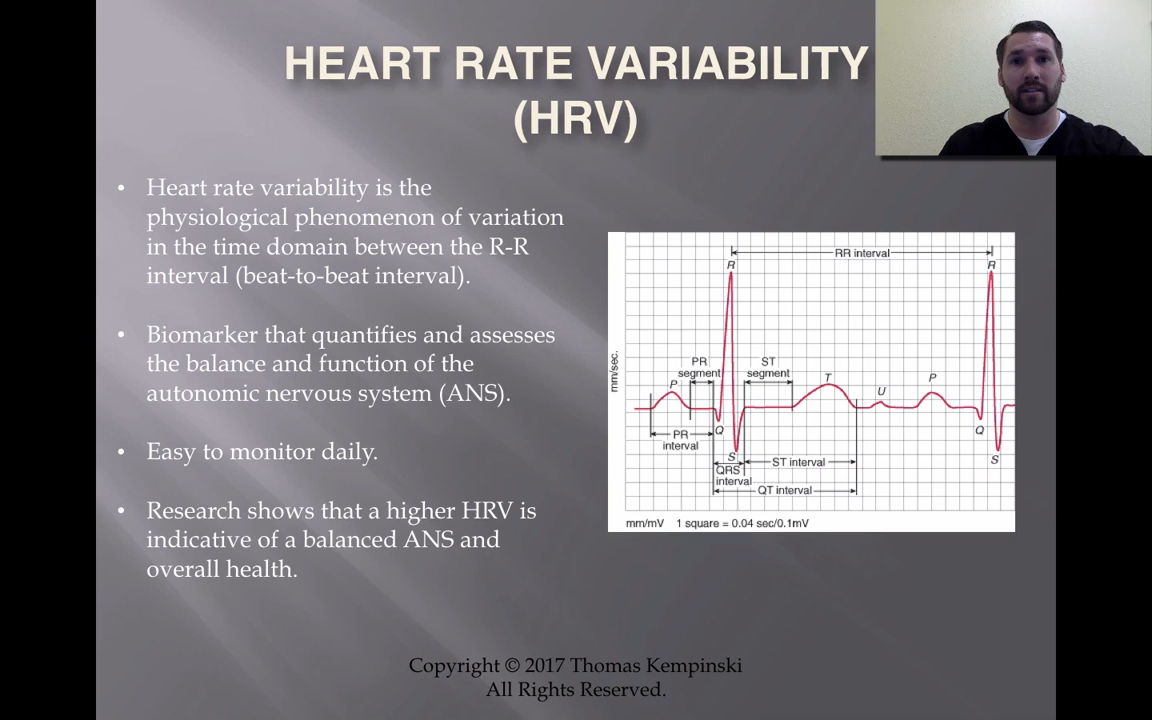 HEART RATE VARIABILITY
(HRV)
• Heart rate variability is the
physiological phenomenon of variation
in the time domain between the R-R
interval (beat-to-beat interval).
• Biomarker that quantifies and assesses
the balance and function of the
autonomic nervous system (ANS).
• Easy to monitor daily.
• Research shows that a higher HRV is
indicative of a balanced ANS and
overall health.
RR interval
R
R
mm/sec.
PR
segment
ST
segment
P
T
U
P
Q
Q
PR
interval
S
S
QRS
interval
ST interval
QT interval
mm/mV 1 square = 0.04 sec/0.1mV
Copyright © 2017 Thomas Kempinski
All Rights Reserved.